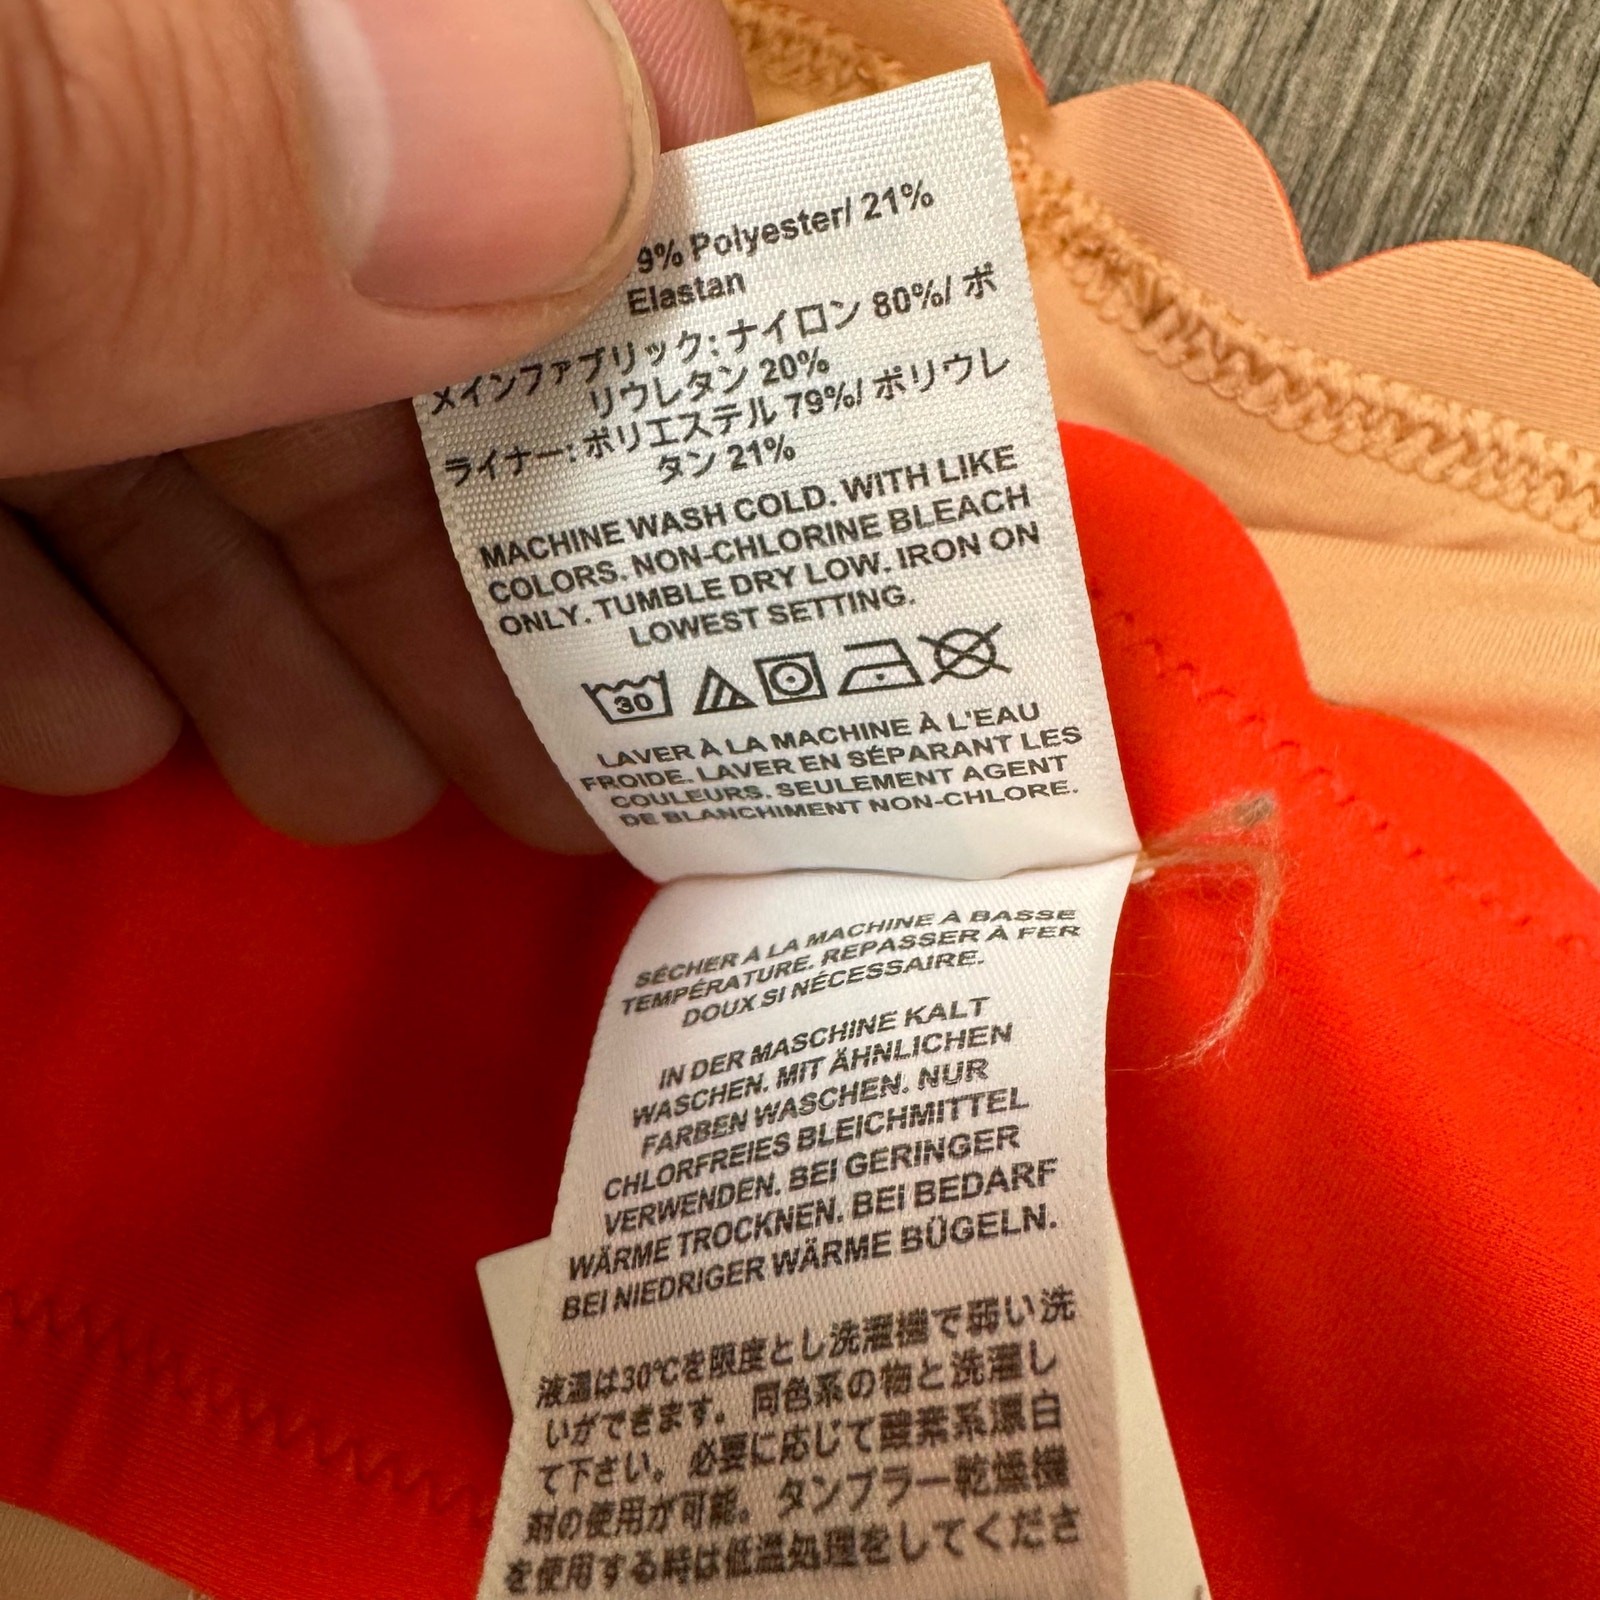 9% Polyester/ 21%
Elastan
メインファブリック: ナイロン 80%/ ポ
リウレタン 20%
ライナー: ポリエステル 79%/ ポリウレ
タン 21%
MACHINE WASH COLD. WITH LIKE
COLORS. NON-CHLORINE BLEACH
ONLY. TUMBLE DRY LOW. IRON ON
LOWEST SETTING.
30
LAVER À LA MACHINE À L'EAU
FROIDE. LAVER EN SÉPARANT LES
COULEURS. SEULEMENT AGENT
DE BLANCHIMENT NON-CHLORE.
SÉCHER À LA MACHINE À BASSE
TEMPÉRATURE. REPASSER À FER
DOUX SI NÉCESSAIRE.
IN DER MASCHINE KALT
WASCHEN. MIT ÄHNLICHEN
FARBEN WASCHEN. NUR
CHLORFREIES BLEICHMITTEL
VERWENDEN. BEI GERINGER
WÄRME TROCKNEN. BEI BEDARF
BEI NIEDRIGER WÄRME BÜGELN.
液温は30℃を限度とし洗濯機で弱い洗
いができます。同色系の物と洗濯し
て下さい。必要に応じて酸素系漂白
剤の使用が可能。タンブラー乾燥機
を使用する時は低温処理をしてくださ